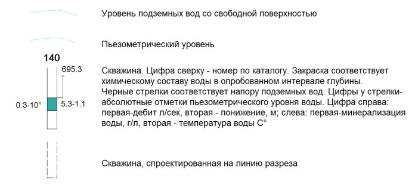 Уровень подземных вод со свободной поверхностью
Пьезометрический уровень
140
695.3
0.3-10°
5.3-1.1
Скважина. Цифра сверху - номер по каталогу. Закраска соответствует
химическому составу воды в опробованном интервале глубины.
Черные стрелки соответствует напору подземных вод. Цифры у стрелки-
абсолютные отметки пьезометрического уровня воды. Цифра справа:
первая-дебит л/сек, вторая - понижение, м; слева: первая-минерализация
воды, г/л, вторая - температура воды С°
Скважина, спроектированная на линию разреза